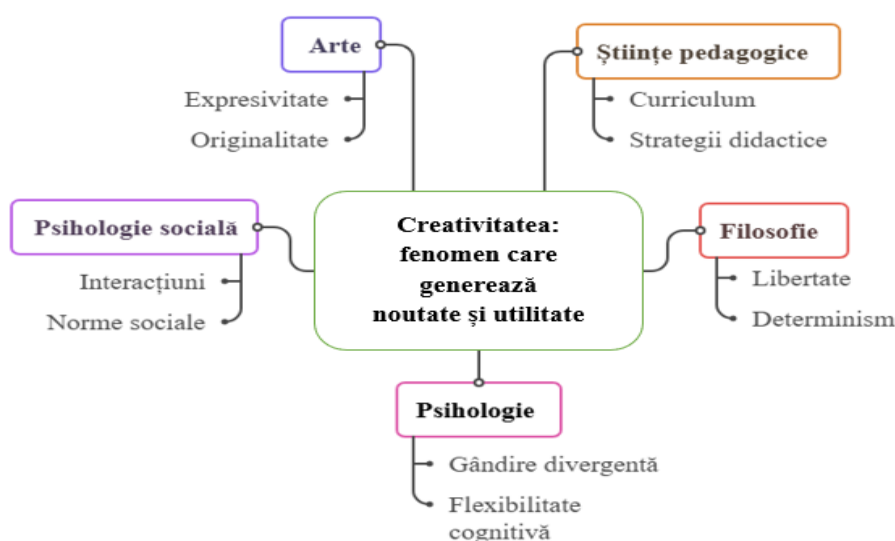 Arte
Expresivitate
Originalitate
Științe pedagogice
Curriculum
Strategii didactice
Psihologie socială
Interacțiuni
Norme sociale
Creativitatea:
fenomen care
generează
noutate și utilitate
Filosofie
Libertate
Determinism
Psihologie
Gândire divergentă
Flexibilitate
cognitivă